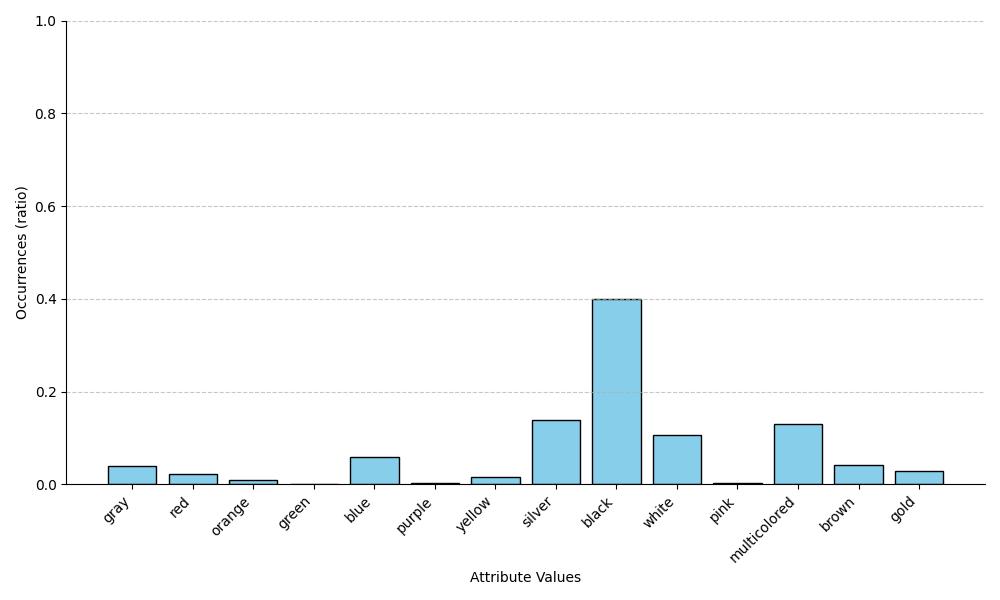 1.0
0.8
0.6
0.4
0.2
0.0
Occurrences (ratio)
gray
red
orange
green
blue
purple
yellow
silver
black
white
pink
multicolored
brown
gold
Attribute Values